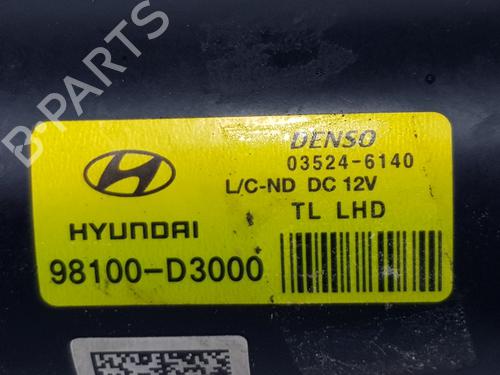 B-PARTS
DENSO
03524-6140
L/C-ND DC 12V
TL LHD
HYUNDAI
98100-D3000